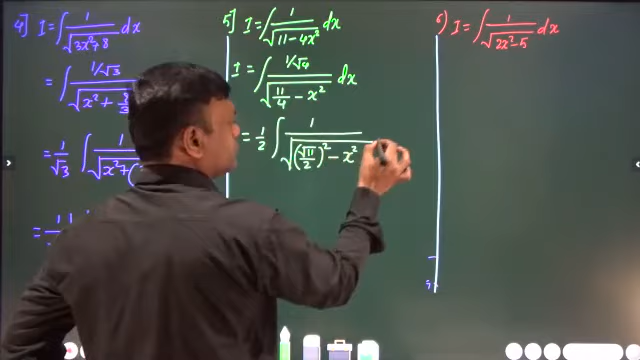 4] I = ∫ 1/√(3x²+8) dx
= ∫ (1/√3)/√(x² + 8/3)
= 1/√3 ∫ 1/√(x²+(
=
5] I = ∫ 1/√(11-4x²) dx
I = ∫ (1/√4)/√(11/4 - x²) dx
= 1/2 ∫ 1/√((√11/2)² - x²
6) I = ∫ 1/√(2x²-5) dx